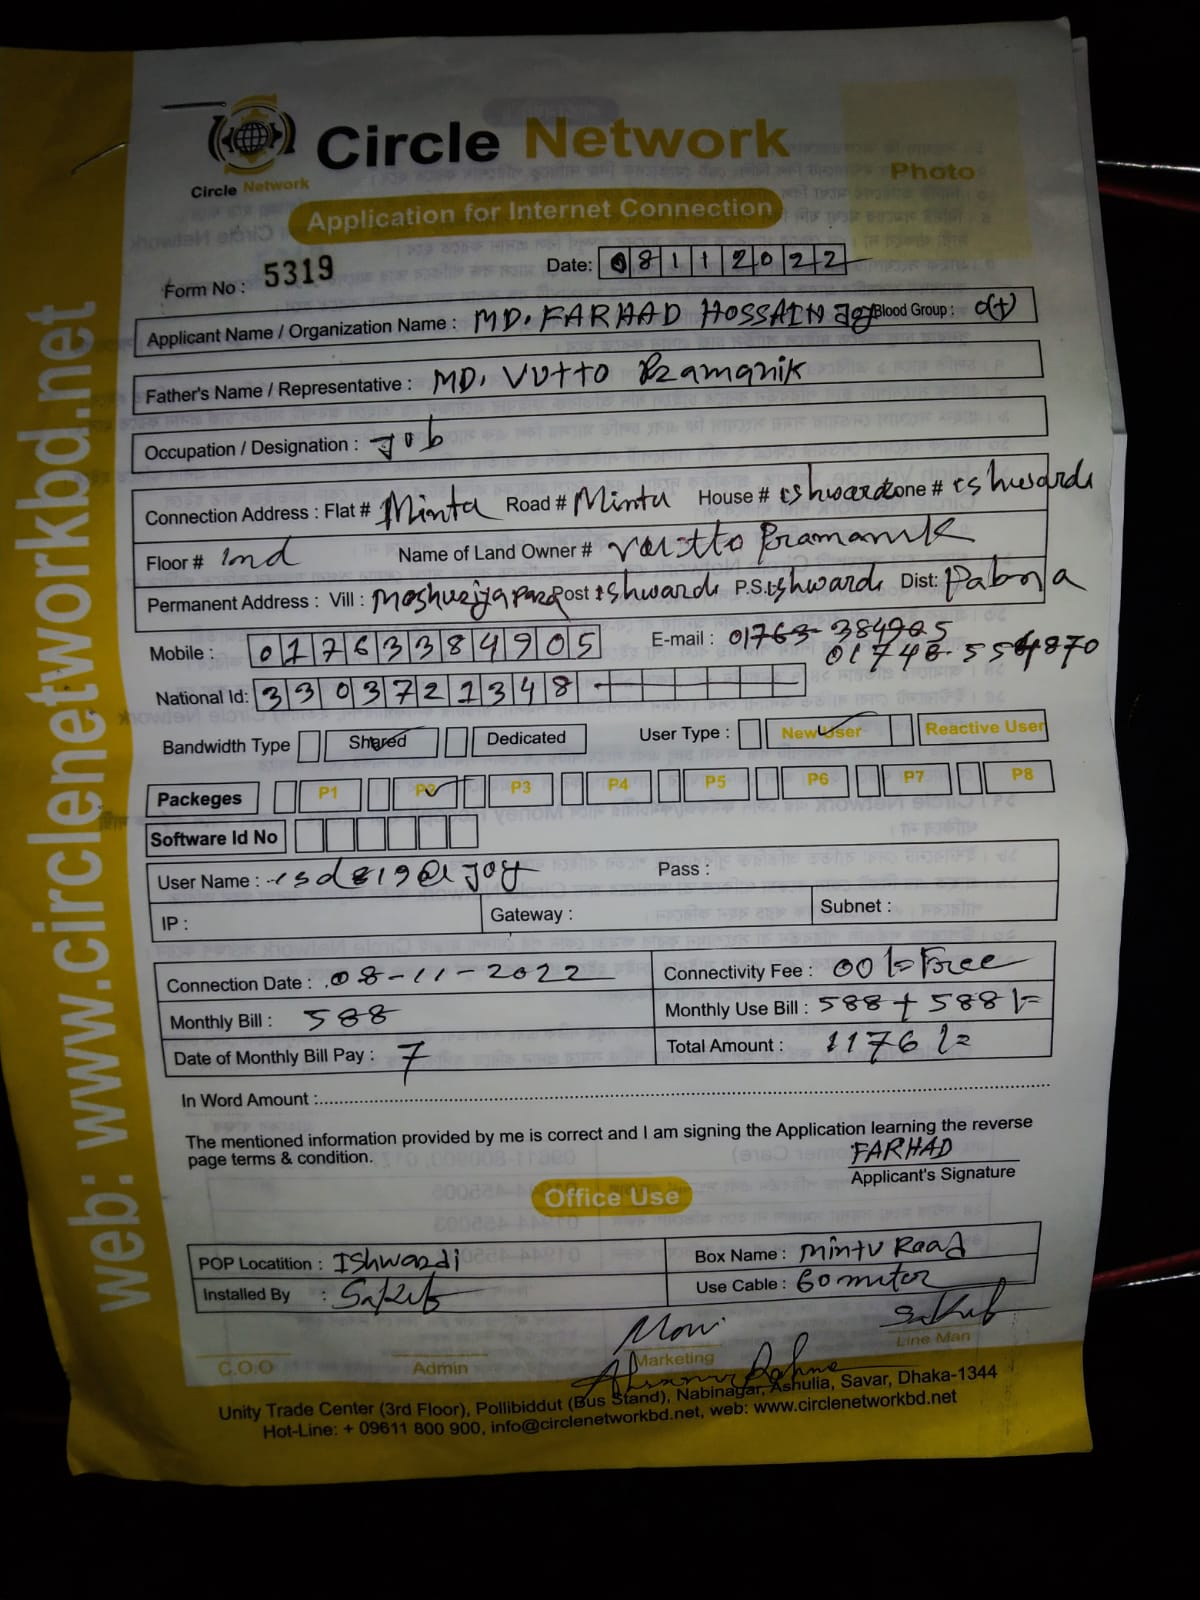 Circle Network
Circle Network
Photo
Application for Internet Connection
Form No : 5319
Date: 08112022
Applicant Name / Organization Name : MD. FARHAD HOSSAIN Blood Group : O(+)
Father's Name / Representative : MD. VUTTO Pramanik
Occupation / Designation : Job
Connection Address : Flat # Minta Road # Mintu House # Zone #
Floor # Name of Land Owner # Vutto Pramanik
Permanent Address : Vill : Post P.S. Dist: Pabna
Mobile : 01763384905 E-mail : 01763-384905
National Id: 3303721348
Bandwidth Type Shared Dedicated User Type : New User Reactive User
Packeges P1 P2 P3 P4 P5 P6 P7 P8
Software Id No
User Name : Pass :
IP : Gateway : Subnet :
Connection Date : 08-11-2022 Connectivity Fee : 00/= Free
Monthly Bill : 588 Monthly Use Bill : 588 + 588/=
Date of Monthly Bill Pay : 7 Total Amount : 1176/=
In Word Amount :
The mentioned information provided by me is correct and I am signing the Application learning the reverse
page terms & condition.
FARHAD
Applicant's Signature
Office Use
POP Locatition : Ishwardi Box Name : Mintu Road
Installed By : Sakib Use Cable : 60 miter
Sakib
C.O.O Admin Marketing Line Man
Unity Trade Center (3rd Floor), Pollibiddut (Bus Stand), Nabinagar, Ashulia, Savar, Dhaka-1344
Hot-Line: + 09611 800 900, info@circlenetworkbd.net, web: www.circlenetworkbd.net
web: www.circlenetworkbd.net